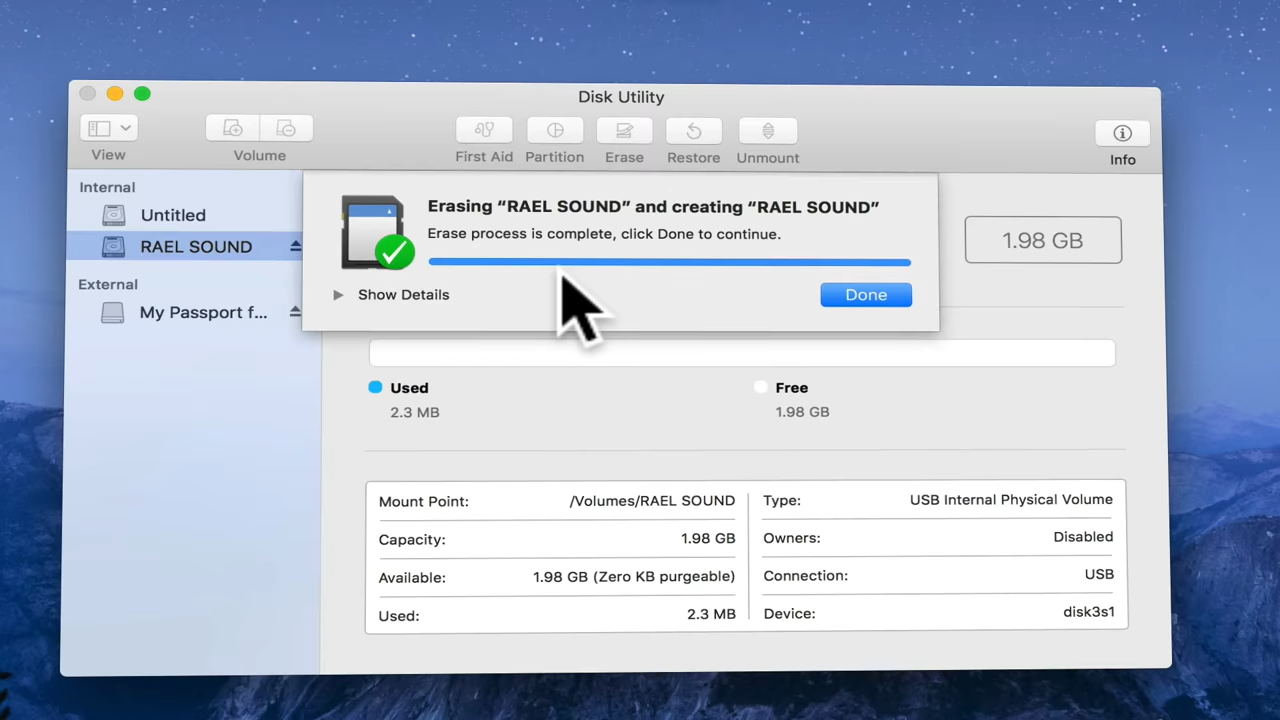 Disk Utility
View
Volume
First Aid
Partition
Erase
Restore
Unmount
Info
Internal
Untitled
RAEL SOUND
External
My Passport f...
Erasing “RAEL SOUND” and creating “RAEL SOUND”
Erase process is complete, click Done to continue.
Show Details
Done
1.98 GB
Used
2.3 MB
Free
1.98 GB
Mount Point: /Volumes/RAEL SOUND
Capacity: 1.98 GB
Available: 1.98 GB (Zero KB purgeable)
Used: 2.3 MB
Type: USB Internal Physical Volume
Owners: Disabled
Connection: USB
Device: disk3s1